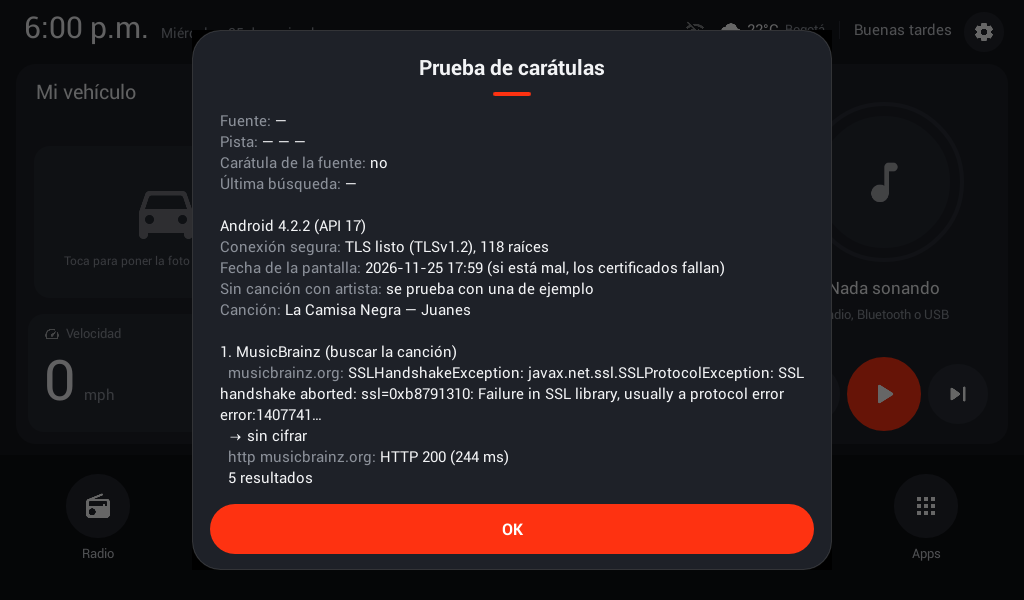 6:00 p.m.
22°C Bogotá
Buenas tardes
Mi vehículo
Toca para poner la foto
Velocidad
0 mph
Prueba de carátulas
Fuente: —
Pista: — — —
Carátula de la fuente: no
Última búsqueda: —
Android 4.2.2 (API 17)
Conexión segura: TLS listo (TLSv1.2), 118 raíces
Fecha de la pantalla: 2026-11-25 17:59 (si está mal, los certificados fallan)
Sin canción con artista: se prueba con una de ejemplo
Canción: La Camisa Negra — Juanes
1. MusicBrainz (buscar la canción)
musicbrainz.org: SSLHandshakeException: javax.net.ssl.SSLProtocolException: SSL
handshake aborted: ssl=0xb8791310: Failure in SSL library, usually a protocol error
error:1407741…
→ sin cifrar
http musicbrainz.org: HTTP 200 (244 ms)
5 resultados
OK
Nada sonando
Bluetooth o USB
Radio
Apps